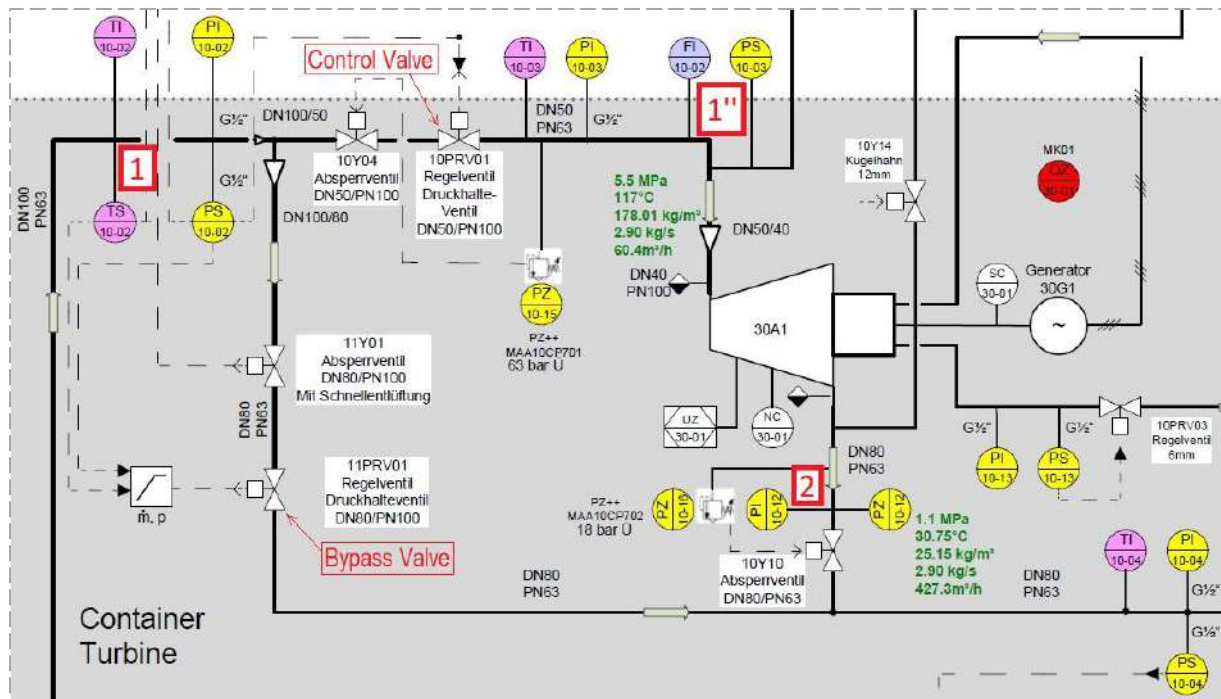 TI
10-02
PI
10-02
Control Valve
TI
10-03
PI
10-03
FI
10-02
PS
10-03
DN100/50
G½"
DN50
PN63
G½"
1"
1
10Y04
Absperrventil
DN50/PN100
10PRV01
Regelventil
Druckhalte-
Ventil
DN50/PN100
10Y14
Kugelhahn
12mm
MK01
30-01
DN100
PN63
G½"
TS
10-02
PS
10-02
DN100/80
5.5 MPa
117°C
178.01 kg/m³
2.90 kg/s
60.4m³/h
DN50/40
DN40
PN100
SC
30-01
Generator
30G1
~
PZ
10-15
PZ++
MAA10CP701
63 bar Ü
30A1
11Y01
Absperrventil
DN80/PN100
Mit Schnellentlüftung
DN80
PN63
UZ
30-01
NC
30-01
G½"
G½"
10PRV03
Regelventil
6mm
PI
10-13
PS
10-13
DN80
PN63
11PRV01
Regelventil
Druckhalteventil
DN80/PN100
ṁ, p
Bypass Valve
PZ++
MAA10CP702
18 bar Ü
PZ
10-16
PI
10-12
2
PZ
10-12
1.1 MPa
30.75°C
25.15 kg/m³
2.90 kg/s
427.3m³/h
10Y10
Absperrventil
DN80/PN63
DN80
PN63
TI
10-04
PI
10-04
DN80
PN63
G½"
G½"
PS
10-04
Container
Turbine